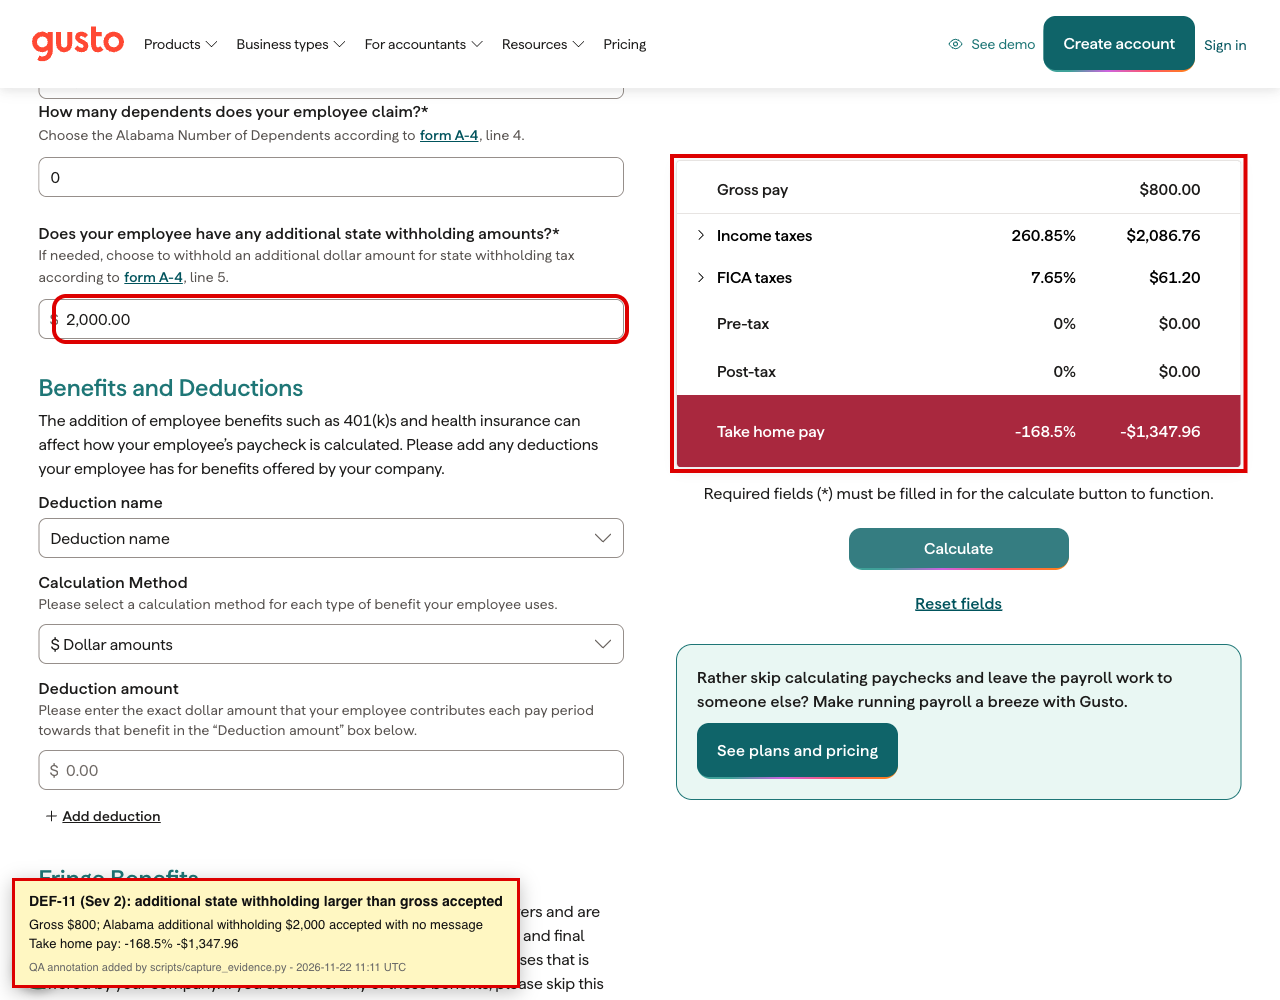 gusto
Products
Business types
For accountants
Resources
Pricing
See demo
Create account
Sign in
How many dependents does your employee claim?*
Choose the Alabama Number of Dependents according to form A-4, line 4.
0
Does your employee have any additional state withholding amounts?*
If needed, choose to withhold an additional dollar amount for state withholding tax
according to form A-4, line 5.
$ 2,000.00
Benefits and Deductions
The addition of employee benefits such as 401(k)s and health insurance can
affect how your employee's paycheck is calculated. Please add any deductions
your employee has for benefits offered by your company.
Deduction name
Deduction name
Calculation Method
Please select a calculation method for each type of benefit your employee uses.
$ Dollar amounts
Deduction amount
Please enter the exact dollar amount that your employee contributes each pay period
towards that benefit in the “Deduction amount” box below.
$ 0.00
+ Add deduction
Fringe Benefits
ers and are
and final
ses that is
please skip this
DEF-11 (Sev 2): additional state withholding larger than gross accepted
Gross $800; Alabama additional withholding $2,000 accepted with no message
Take home pay: -168.5% -$1,347.96
QA annotation added by scripts/capture_evidence.py - 2026-11-22 11:11 UTC
Gross pay $800.00
Income taxes 260.85% $2,086.76
FICA taxes 7.65% $61.20
Pre-tax 0% $0.00
Post-tax 0% $0.00
Take home pay -168.5% -$1,347.96
Required fields (*) must be filled in for the calculate button to function.
Calculate
Reset fields
Rather skip calculating paychecks and leave the payroll work to
someone else? Make running payroll a breeze with Gusto.
See plans and pricing